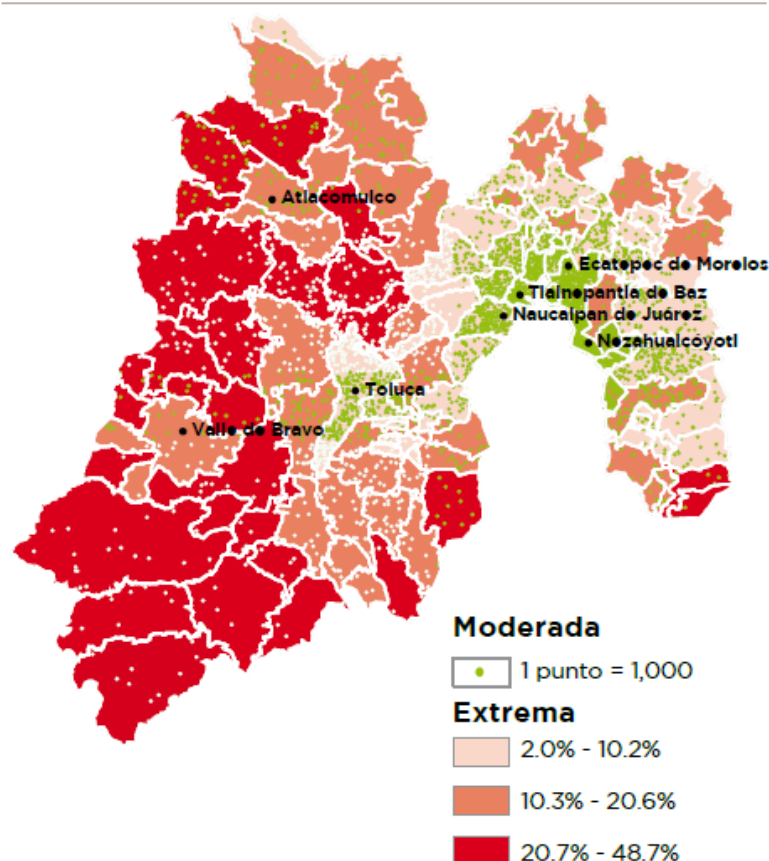 Atlacomulco
Ecatepec de Morelos
Tlalnepantla de Baz
Naucalpan de Juárez
Nezahualcóyotl
Toluca
Valle de Bravo
Moderada
1 punto = 1,000
Extrema
2.0% - 10.2%
10.3% - 20.6%
20.7% - 48.7%